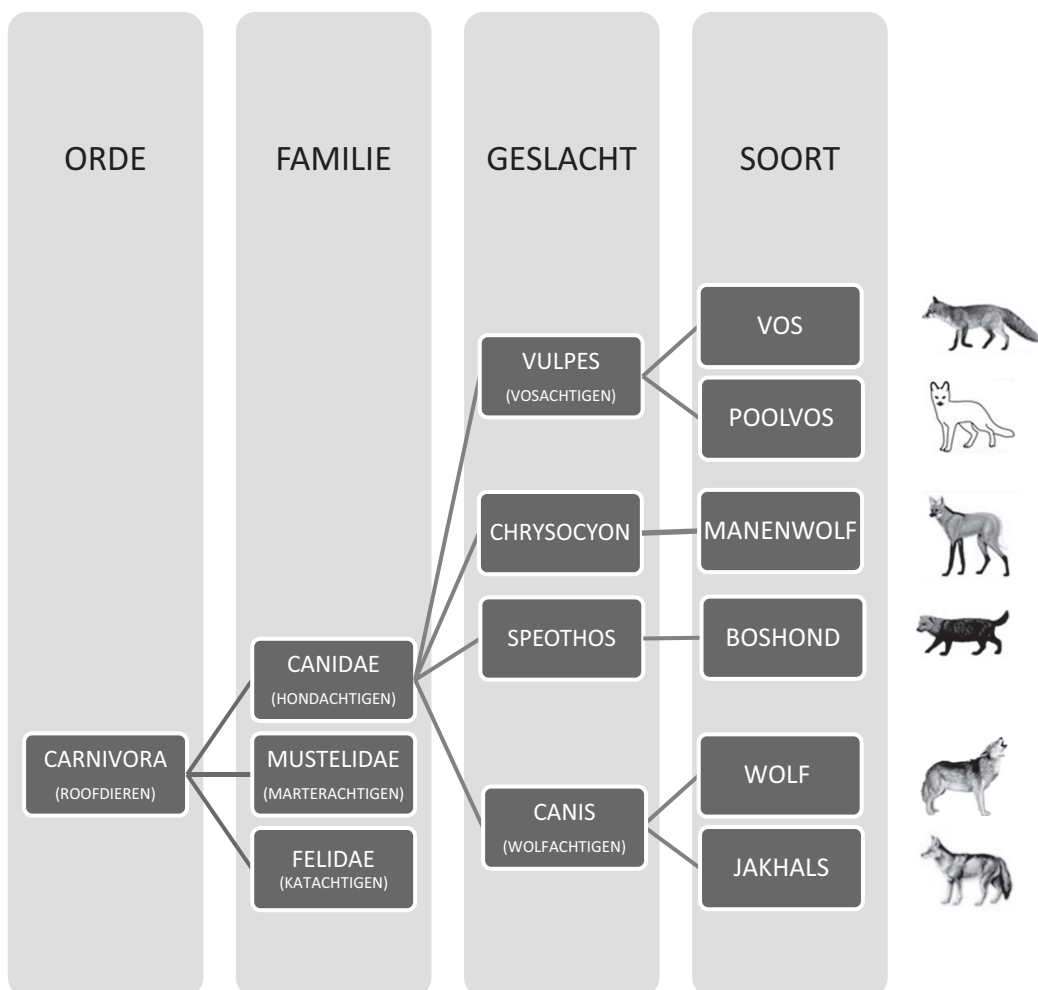 ORDE
FAMILIE
GESLACHT
SOORT
CARNIVORA
(ROOFDIEREN)
CANIDAE
(HONDACHTIGEN)
MUSTELIDAE
(MARTERACHTIGEN)
FELIDAE
(KATACHTIGEN)
VULPES
(VOSACHTIGEN)
CHRYSOCYON
SPEOTHOS
CANIS
(WOLFACHTIGEN)
VOS
POOLVOS
MANENWOLF
BOSHOND
WOLF
JAKHALS